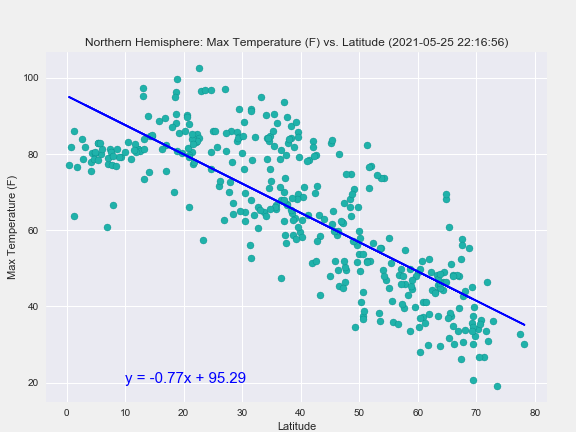 Northern Hemisphere: Max Temperature (F) vs. Latitude (2021-05-25 22:16:56)
100
80
60
40
20
Max Temperature (F)
y = -0.77x + 95.29
0 10 20 30 40 50 60 70 80
Latitude